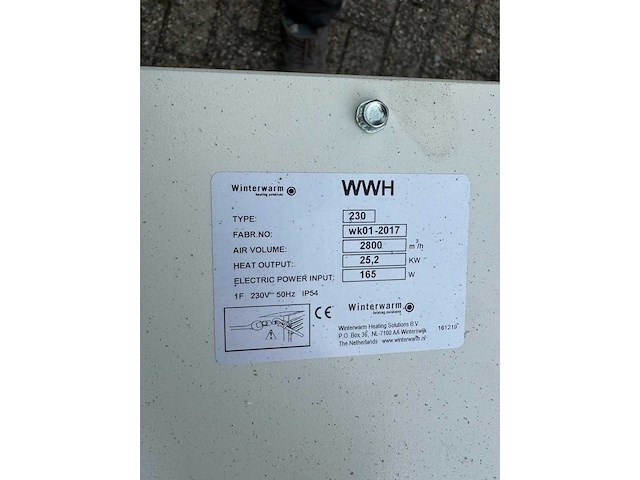 Winterwarm
heating solutions
WWH
TYPE: 230
FABR.NO: wk01-2017
AIR VOLUME: 2800 m³/h
HEAT OUTPUT: 25,2 KW
ELECTRIC POWER INPUT: 165 W
1F 230V~ 50Hz IP54
CE
Winterwarm
heating solutions
Winterwarm Heating Solutions B.V.
P.O. Box 36, NL-7100 AA Winterswijk
The Netherlands www.winterwarm.nl
161219